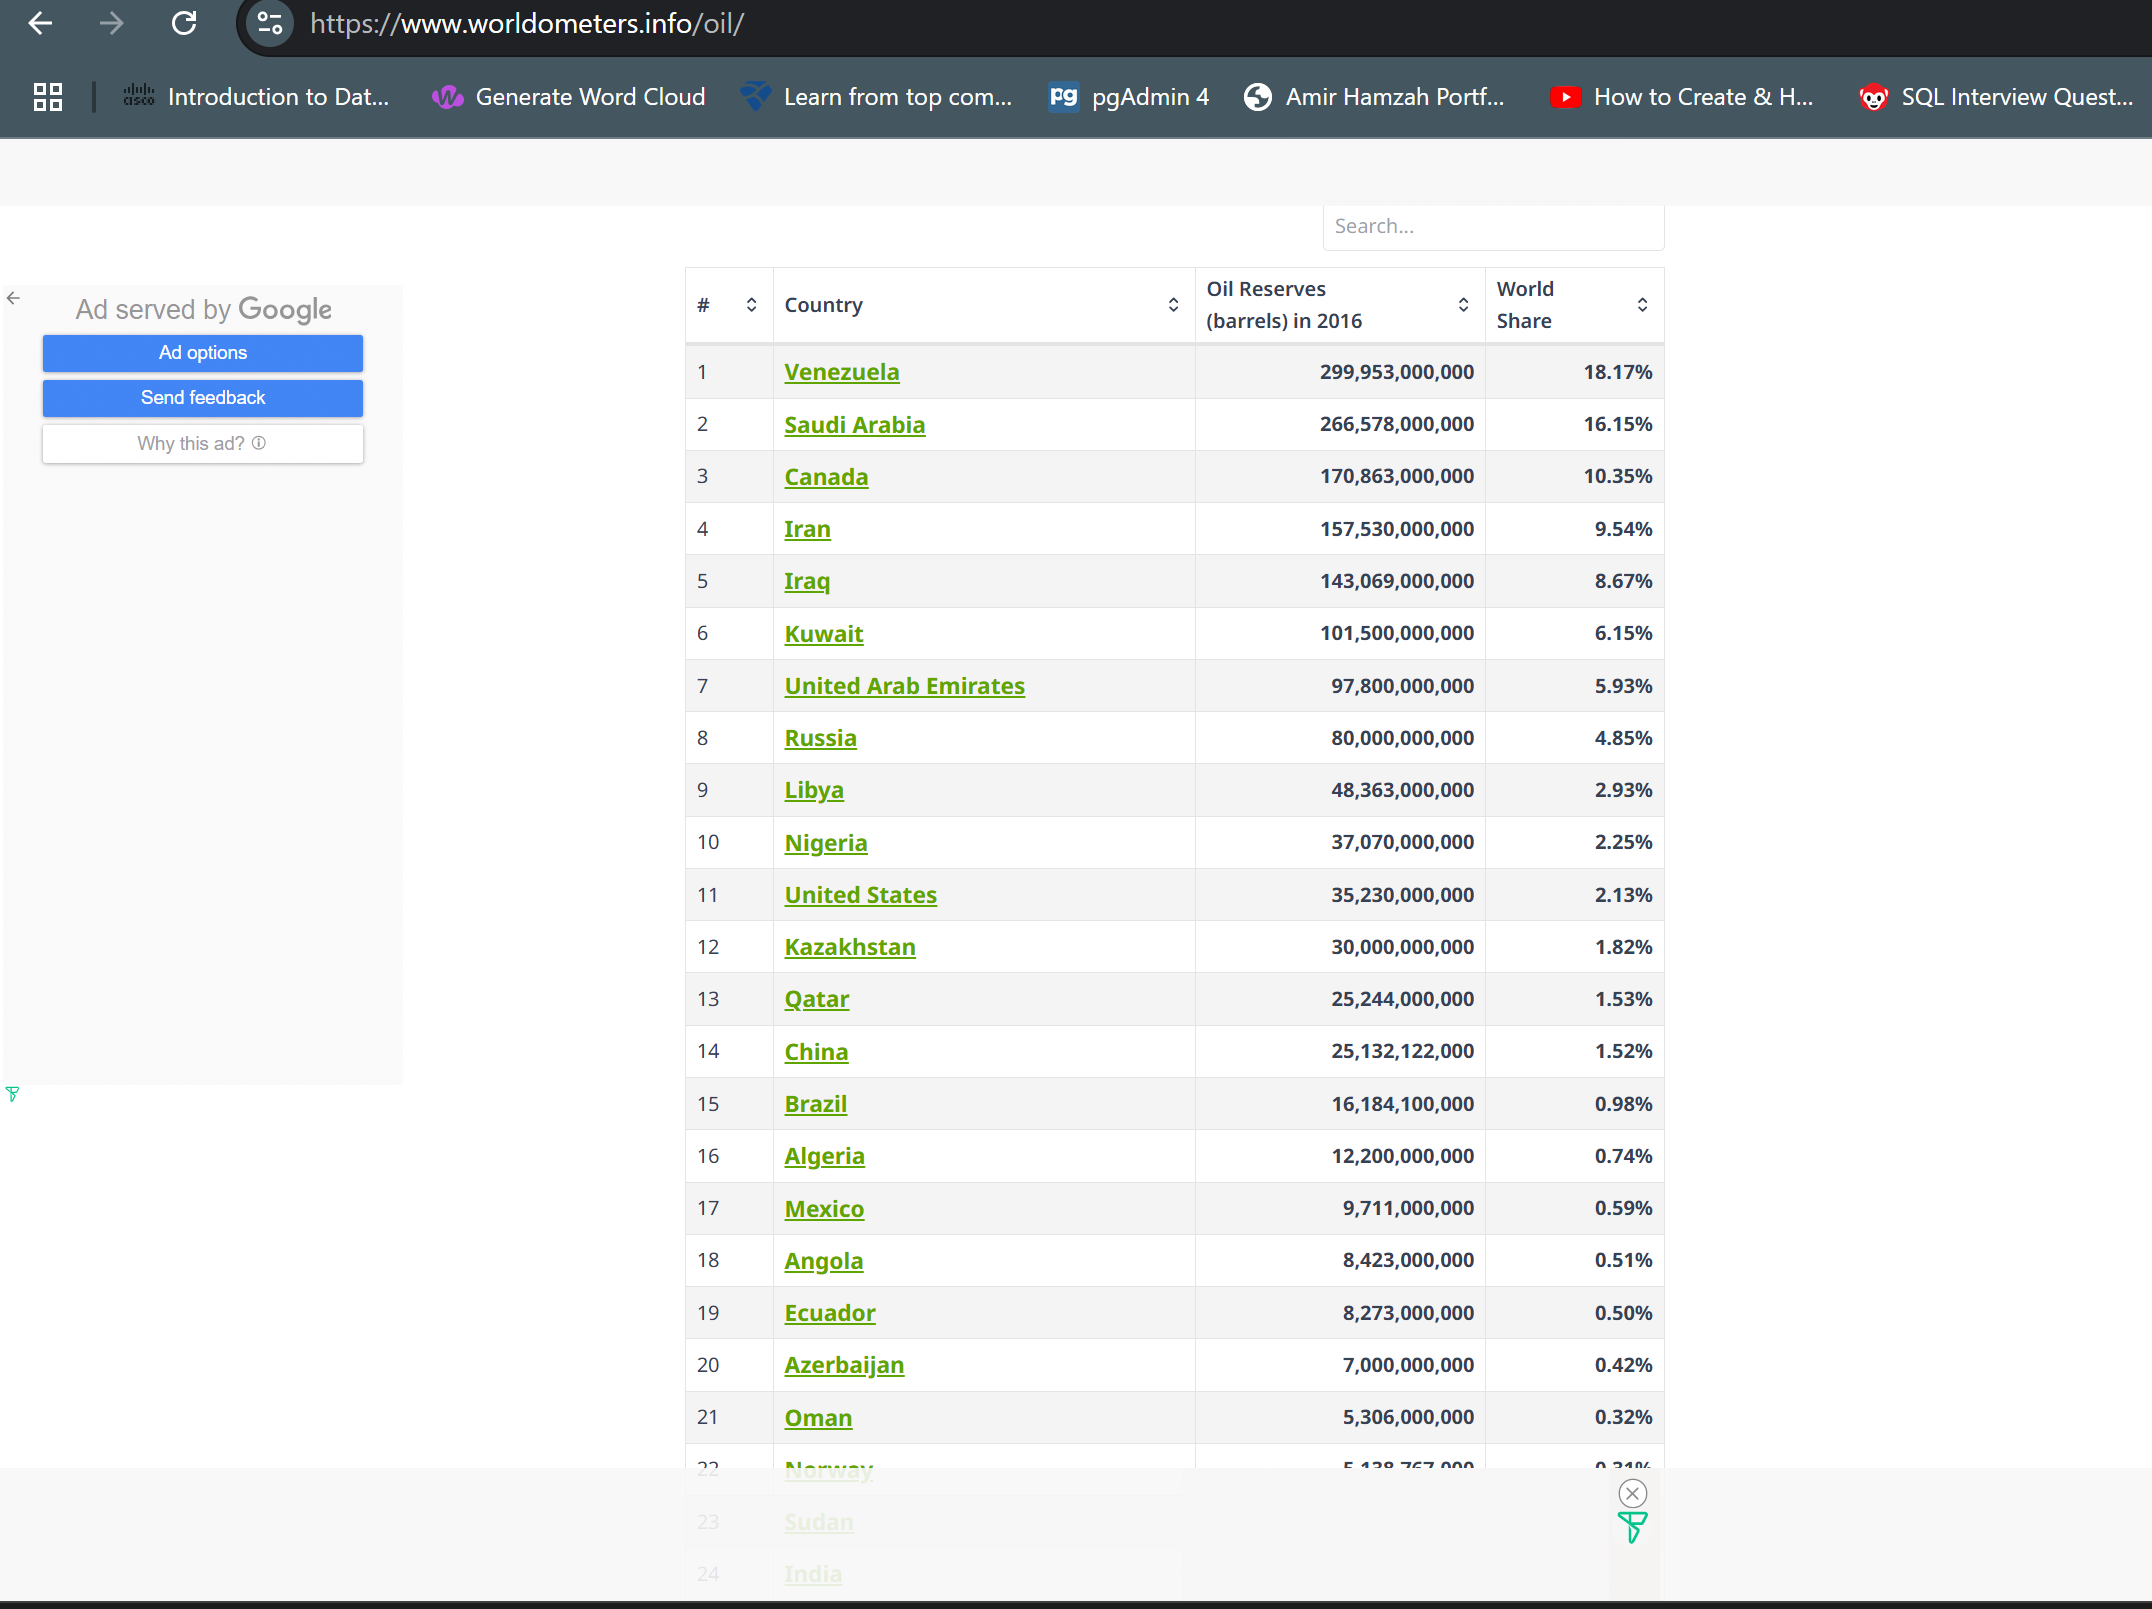 https://www.worldometers.info/oil/
Introduction to Dat... Generate Word Cloud Learn from top com... pgAdmin 4 Amir Hamzah Portf... How to Create & H... SQL Interview Quest...
Search...
Ad served by Google
Ad options
Send feedback
Why this ad?
# Country Oil Reserves (barrels) in 2016 World Share
1 Venezuela 299,953,000,000 18.17%
2 Saudi Arabia 266,578,000,000 16.15%
3 Canada 170,863,000,000 10.35%
4 Iran 157,530,000,000 9.54%
5 Iraq 143,069,000,000 8.67%
6 Kuwait 101,500,000,000 6.15%
7 United Arab Emirates 97,800,000,000 5.93%
8 Russia 80,000,000,000 4.85%
9 Libya 48,363,000,000 2.93%
10 Nigeria 37,070,000,000 2.25%
11 United States 35,230,000,000 2.13%
12 Kazakhstan 30,000,000,000 1.82%
13 Qatar 25,244,000,000 1.53%
14 China 25,132,122,000 1.52%
15 Brazil 16,184,100,000 0.98%
16 Algeria 12,200,000,000 0.74%
17 Mexico 9,711,000,000 0.59%
18 Angola 8,423,000,000 0.51%
19 Ecuador 8,273,000,000 0.50%
20 Azerbaijan 7,000,000,000 0.42%
21 Oman 5,306,000,000 0.32%
22 Norway 5,138,767,000 0.31%
23 Sudan
24 India